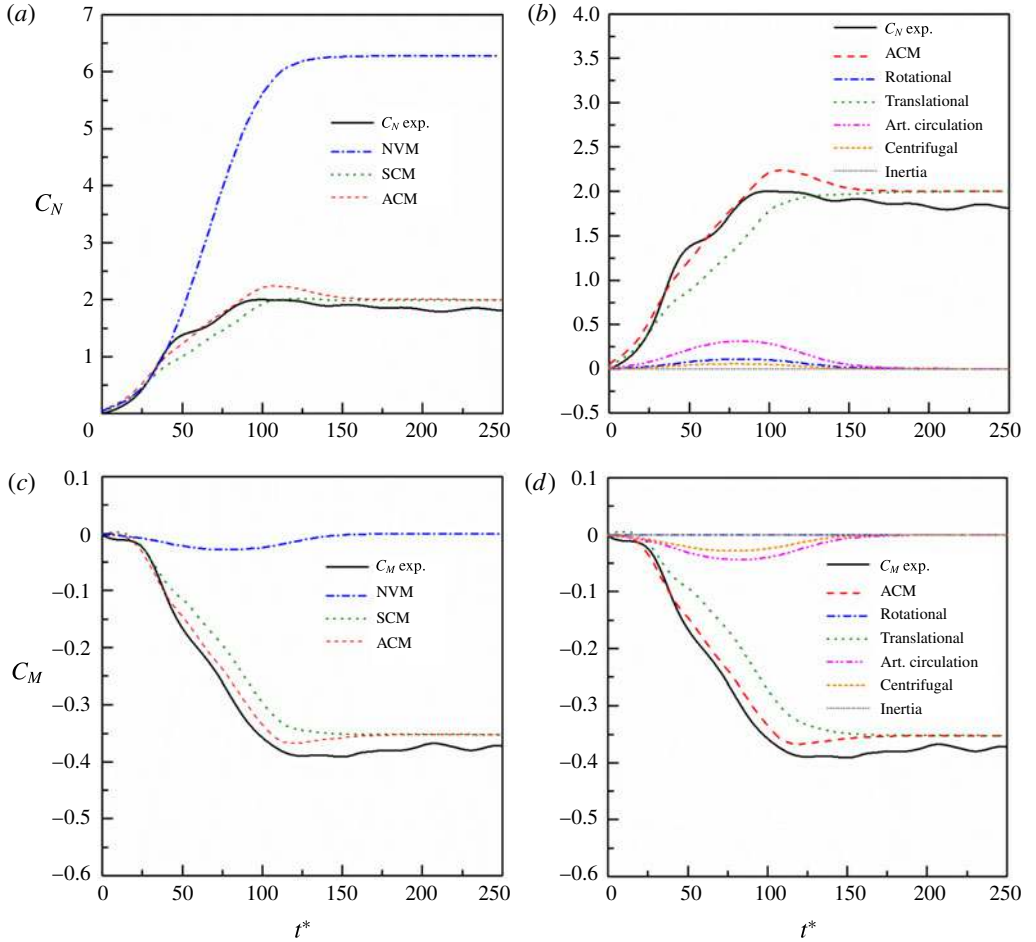 (a)
7
6
5
4
3
2
1
0
50
100
150
200
250
C_N
C_N exp.
NVM
SCM
ACM
(b)
4.0
3.5
3.0
2.5
2.0
1.5
1.0
0.5
0
–0.5
0
50
100
150
200
250
C_N exp.
ACM
Rotational
Translational
Art. circulation
Centrifugal
Inertia
(c)
0.1
0
–0.1
–0.2
–0.3
–0.4
–0.5
–0.6
0
50
100
150
200
250
C_M
t*
C_M exp.
NVM
SCM
ACM
(d)
0.1
0
–0.1
–0.2
–0.3
–0.4
–0.5
–0.6
0
50
100
150
200
250
t*
C_M exp.
ACM
Rotational
Translational
Art. circulation
Centrifugal
Inertia